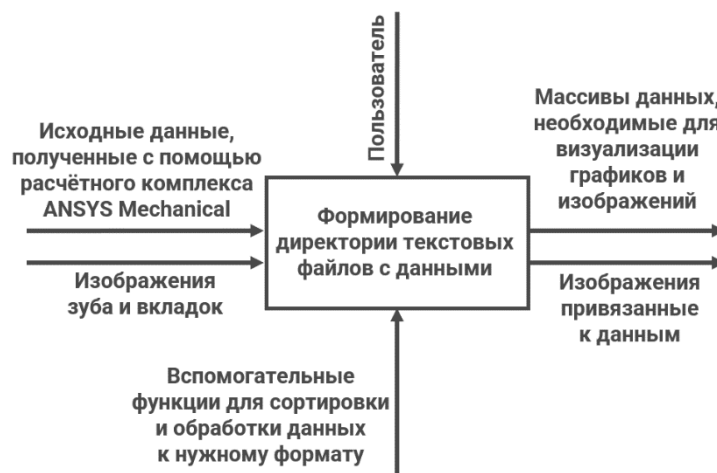 Пользователь
Исходные данные,
полученные с помощью
расчётного комплекса
ANSYS Mechanical
Изображения
зуба и вкладок
Формирование
директории текстовых
файлов с данными
Массивы данных,
необходимые для
визуализации
графиков и
изображений
Изображения
привязанные
к данным
Вспомогательные
функции для сортировки
и обработки данных
к нужному формату